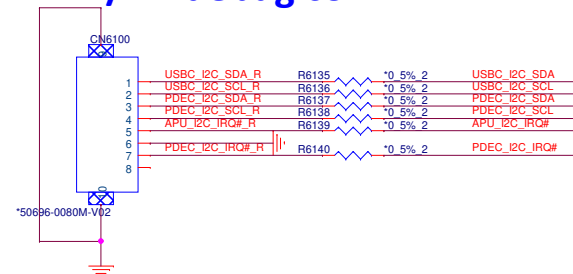 CN6100
1 USBC_I2C_SDA_R R6135 *0_5%_2 USBC_I2C_SDA
2 USBC_I2C_SCL_R R6136 *0_5%_2 USBC_I2C_SCL
3 PDEC_I2C_SDA_R R6137 *0_5%_2 PDEC_I2C_SDA
4 PDEC_I2C_SCL_R R6138 *0_5%_2 PDEC_I2C_SCL
5 APU_I2C_IRQ#_R R6139 *0_5%_2 APU_I2C_IRQ#
6
7 PDEC_I2C_IRQ#_R R6140 *0_5%_2 PDEC_I2C_IRQ#
8
*50696-0080M-V02